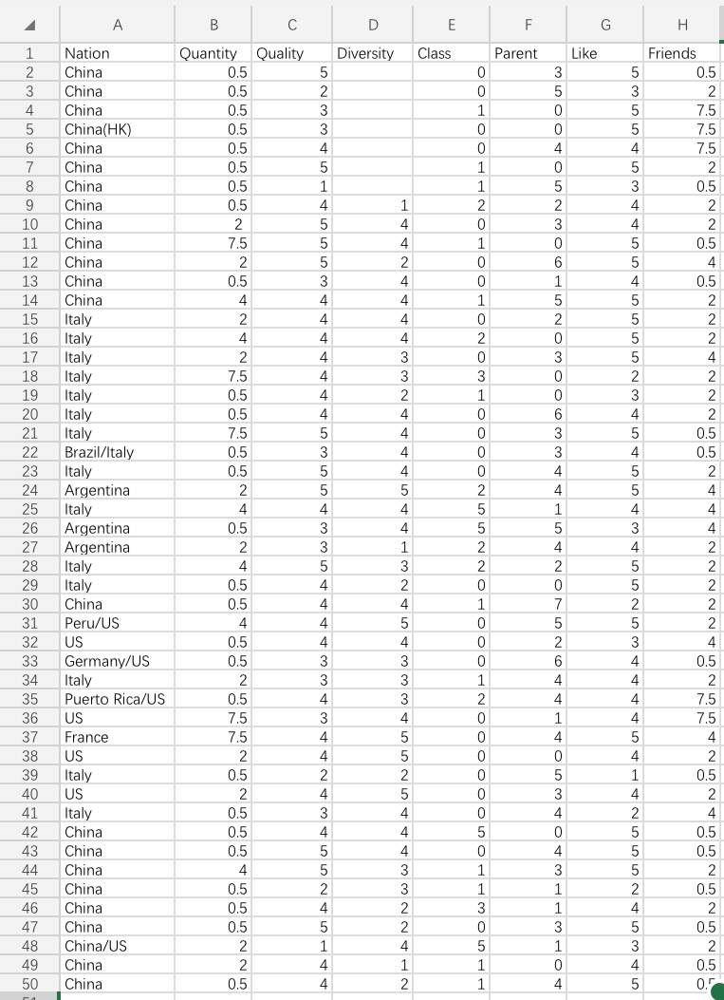 A B C D E F G H
1 Nation Quantity Quality Diversity Class Parent Like Friends
2 China 0.5 5 0 3 5 0.5
3 China 0.5 2 0 5 3 2
4 China 0.5 3 1 0 5 7.5
5 China(HK) 0.5 3 0 0 5 7.5
6 China 0.5 4 0 4 4 7.5
7 China 0.5 5 1 0 5 2
8 China 0.5 1 1 5 3 0.5
9 China 0.5 4 1 2 2 4 2
10 China 2 5 4 0 3 4 2
11 China 7.5 5 4 1 0 5 0.5
12 China 2 5 2 0 6 5 4
13 China 0.5 3 4 0 1 4 0.5
14 China 4 4 4 1 5 5 2
15 Italy 2 4 4 0 2 5 2
16 Italy 4 4 4 2 0 5 2
17 Italy 2 4 3 0 3 5 4
18 Italy 7.5 4 3 3 0 2 2
19 Italy 0.5 4 2 1 0 3 2
20 Italy 0.5 4 4 0 6 4 2
21 Italy 7.5 5 4 0 3 5 0.5
22 Brazil/Italy 0.5 3 4 0 3 4 0.5
23 Italy 0.5 5 4 0 4 5 2
24 Argentina 2 5 5 2 4 5 4
25 Italy 4 4 4 5 1 4 4
26 Argentina 0.5 3 4 5 5 3 4
27 Argentina 2 3 1 2 4 4 2
28 Italy 4 5 3 2 2 5 2
29 Italy 0.5 4 2 0 0 5 2
30 China 0.5 4 4 1 7 2 2
31 Peru/US 4 4 5 0 5 5 2
32 US 0.5 4 4 0 2 3 4
33 Germany/US 0.5 3 3 0 6 4 0.5
34 Italy 2 3 3 1 4 4 2
35 Puerto Rica/US 0.5 4 3 2 4 4 7.5
36 US 7.5 3 4 0 1 4 7.5
37 France 7.5 4 5 0 4 5 4
38 US 2 4 5 0 0 4 2
39 Italy 0.5 2 2 0 5 1 0.5
40 US 2 4 5 0 3 4 2
41 Italy 0.5 3 4 0 4 2 4
42 China 0.5 4 4 5 0 5 0.5
43 China 0.5 5 4 0 4 5 0.5
44 China 4 5 3 1 3 5 2
45 China 0.5 2 3 1 1 2 0.5
46 China 0.5 4 2 3 1 4 2
47 China 0.5 5 2 0 3 5 0.5
48 China/US 2 1 4 5 1 3 2
49 China 2 4 1 1 0 4 0.5
50 China 0.5 4 2 1 4 5